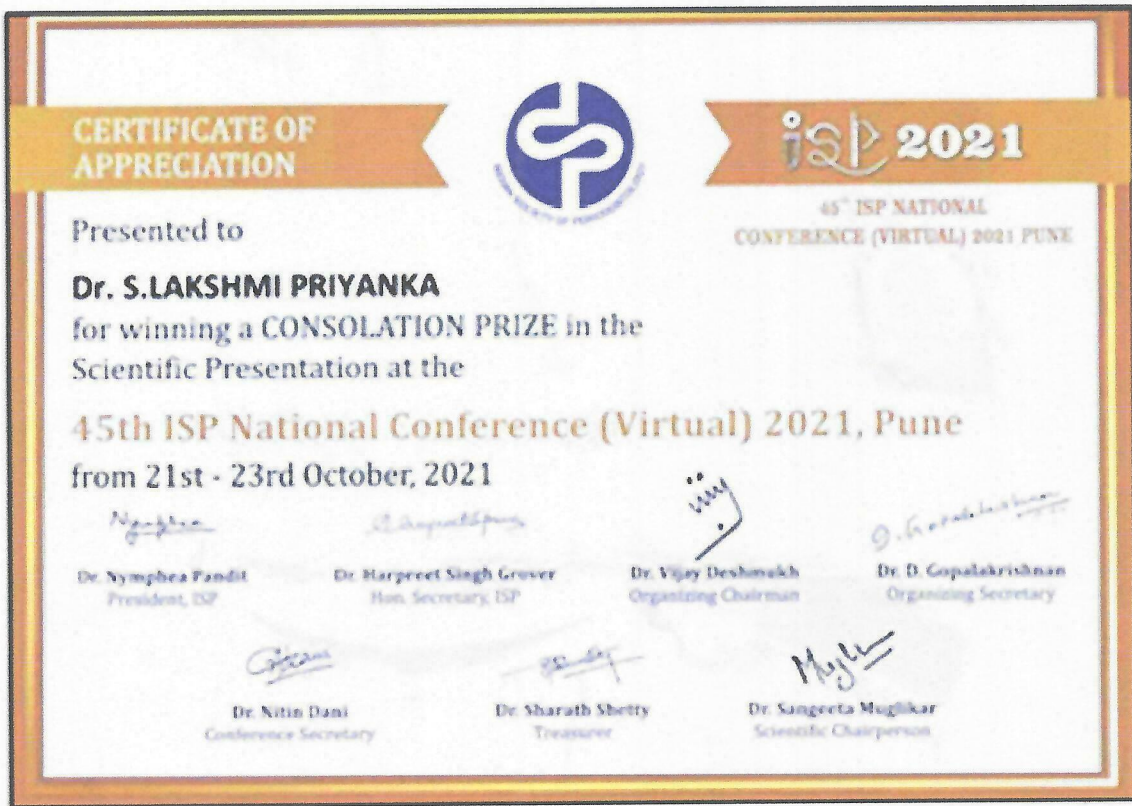 CERTIFICATE OF
APPRECIATION
isp 2021
45th ISP NATIONAL
CONFERENCE (VIRTUAL) 2021 PUNE
Presented to
Dr. S.LAKSHMI PRIYANKA
for winning a CONSOLATION PRIZE in the
Scientific Presentation at the
45th ISP National Conference (Virtual) 2021, Pune
from 21st - 23rd October, 2021
Dr. Nymphea Pandit
President, ISP
Dr. Harpreet Singh Grover
Hon. Secretary, ISP
Dr. Vijay Deshmukh
Organizing Chairman
Dr. D. Gopalakrishnan
Organizing Secretary
Dr. Nitin Dani
Conference Secretary
Dr. Sharath Shetty
Treasurer
Dr. Sangeeta Muglikar
Scientific Chairperson